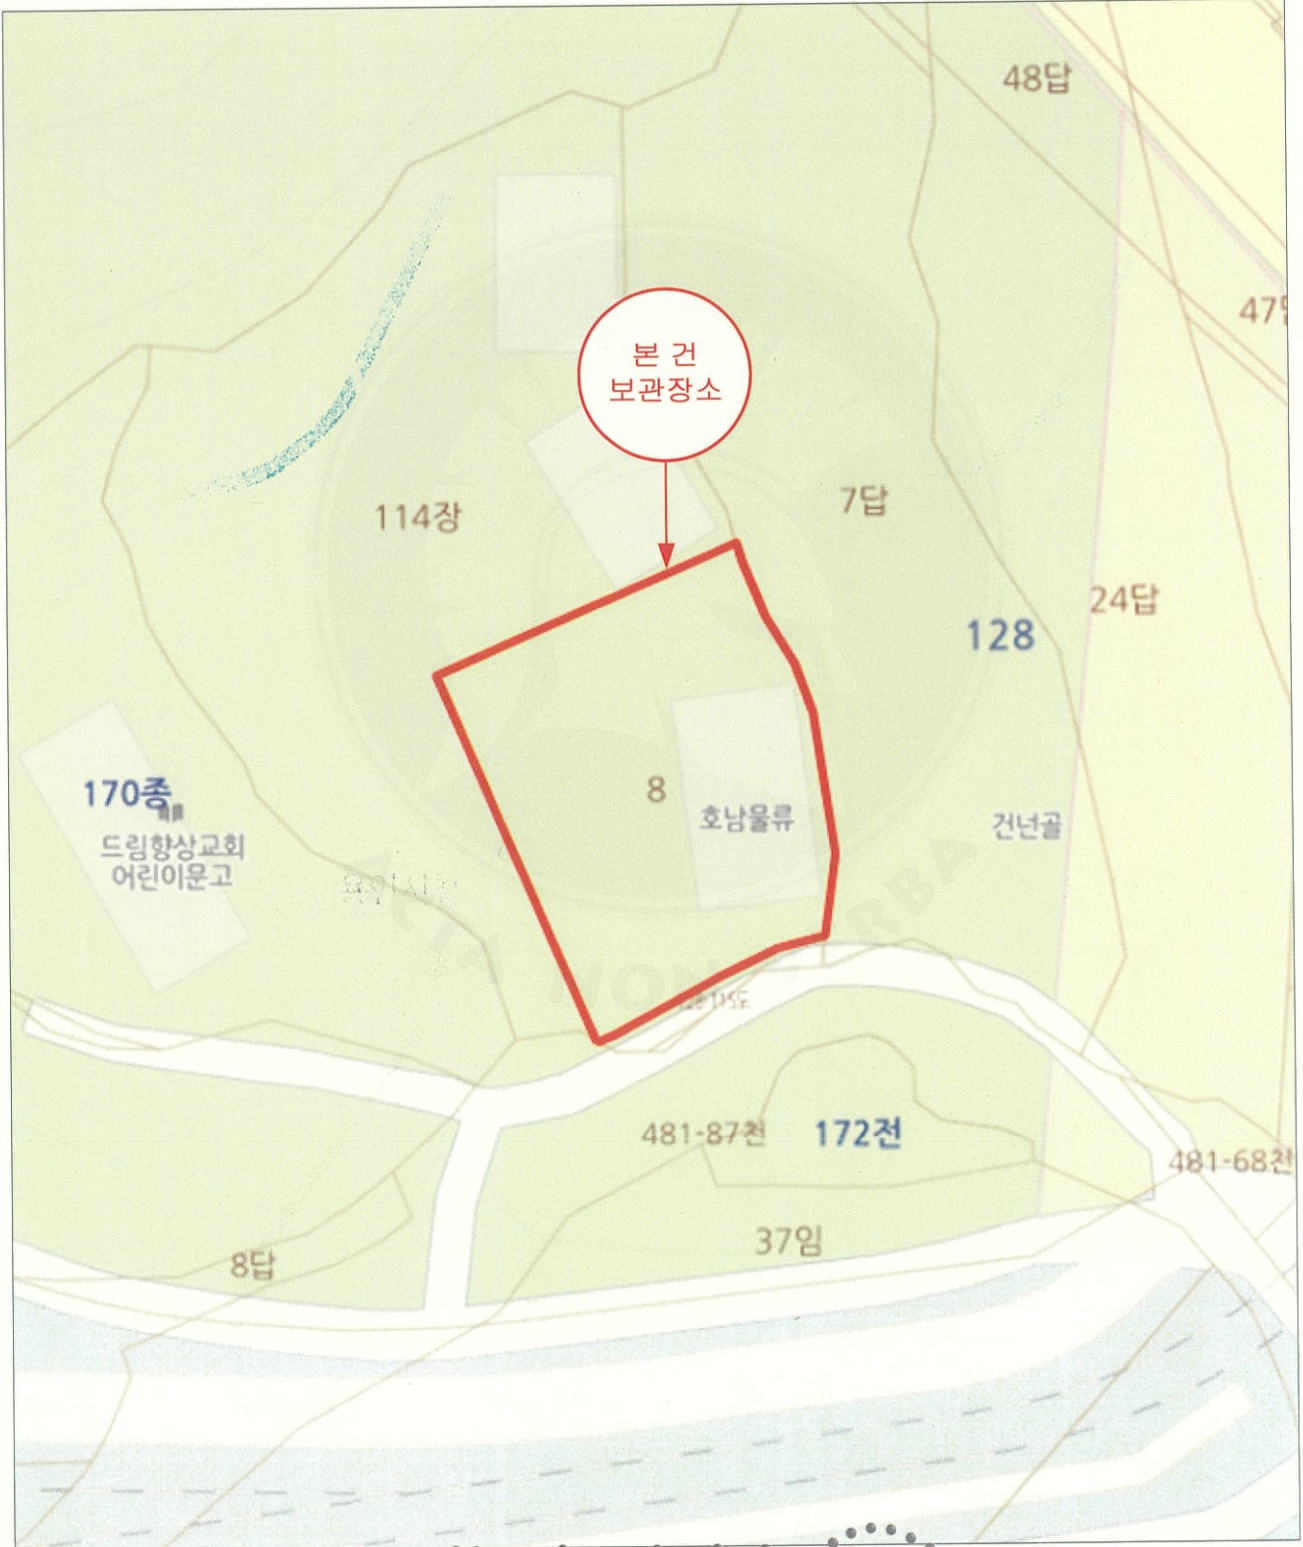 48답
47
본 건
보관장소
114장
7답
24답
128
170종
8
호남물류
건넌골
드림향상교회
어린이문고
481-87천
172전
481-68천
37임
8답